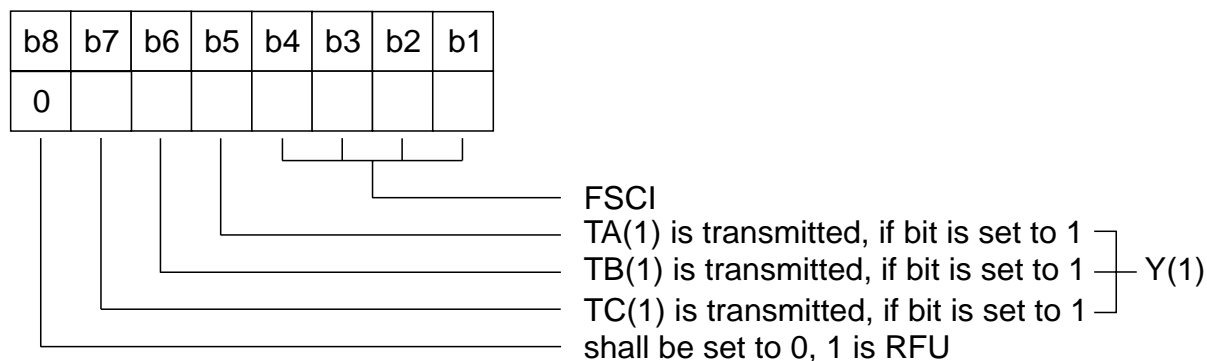 b8 b7 b6 b5 b4 b3 b2 b1
0
FSCI
TA(1) is transmitted, if bit is set to 1
TB(1) is transmitted, if bit is set to 1
Y(1)
TC(1) is transmitted, if bit is set to 1
shall be set to 0, 1 is RFU